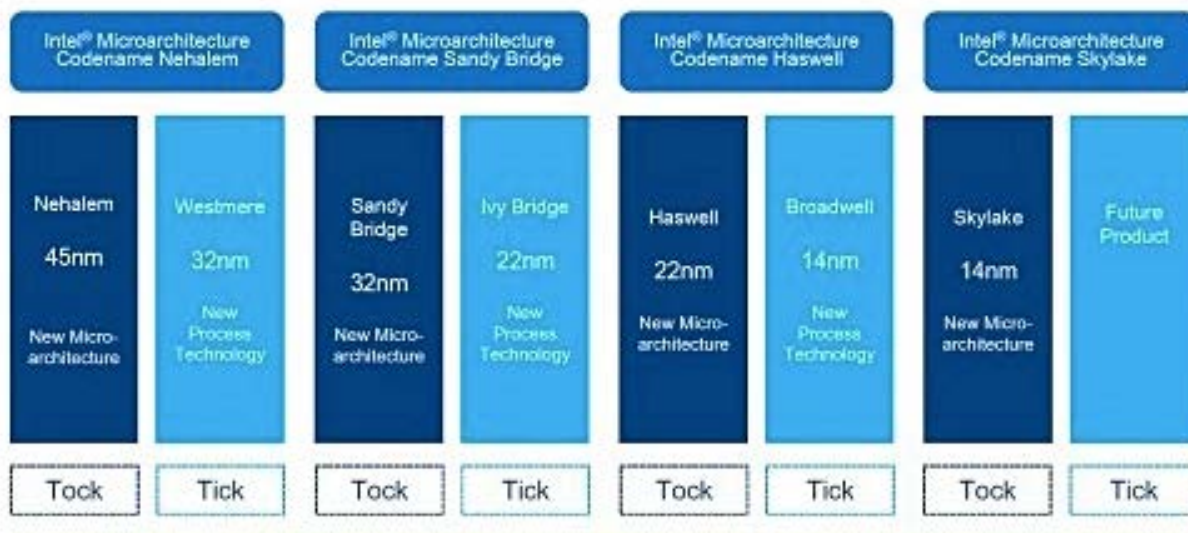 Intel® Microarchitecture
Codename Nehalem
Intel® Microarchitecture
Codename Sandy Bridge
Intel® Microarchitecture
Codename Haswell
Intel® Microarchitecture
Codename Skylake
Nehalem
45nm
New Micro-
architecture
Westmere
32nm
New
Process
Technology
Sandy
Bridge
32nm
New Micro-
architecture
Ivy Bridge
22nm
New
Process
Technology
Haswell
22nm
New Micro-
architecture
Broadwell
14nm
New
Process
Technology
Skylake
14nm
New Micro-
architecture
Future
Product
Tock
Tick
Tock
Tick
Tock
Tick
Tock
Tick